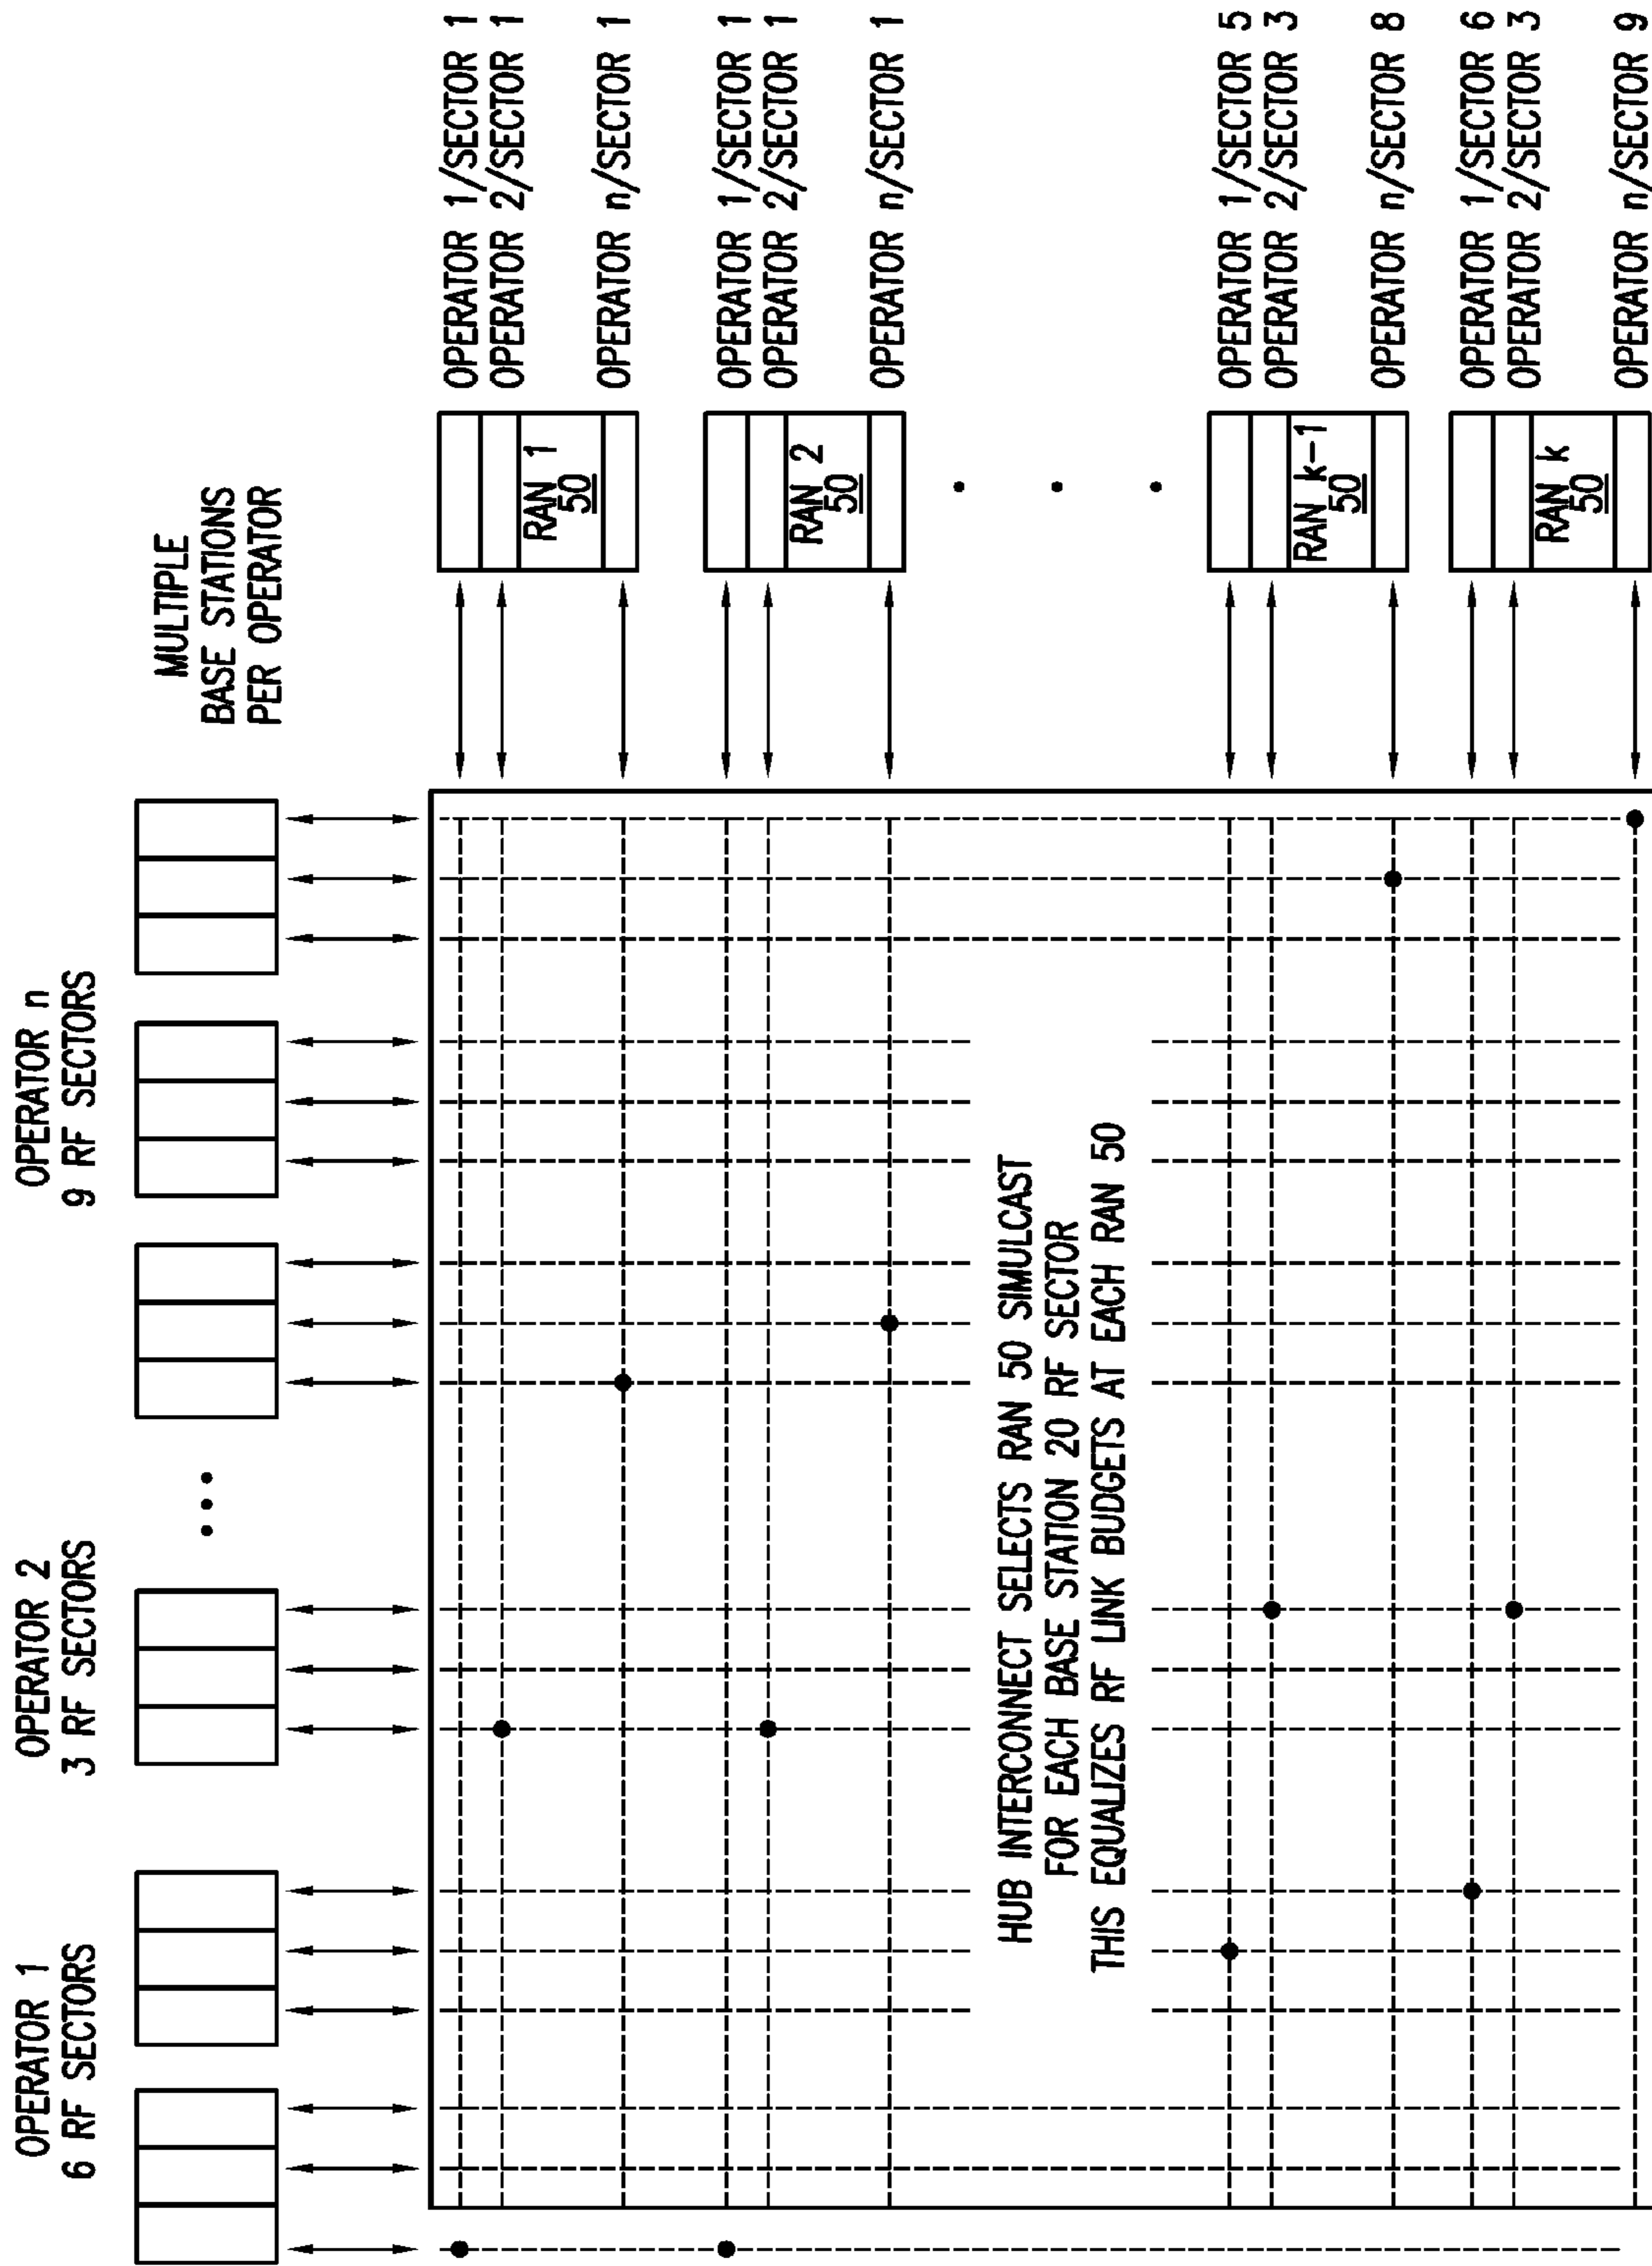 OPERATOR 1
6 RF SECTORS
OPERATOR 2
3 RF SECTORS
OPERATOR n
9 RF SECTORS
MULTIPLE
BASE STATIONS
PER OPERATOR
RAN 1
50
OPERATOR 1/SECTOR 1
OPERATOR 2/SECTOR 1
OPERATOR n/SECTOR 1
RAN 2
50
OPERATOR 1/SECTOR 1
OPERATOR 2/SECTOR 1
OPERATOR n/SECTOR 1
HUB INTERCONNECT SELECTS RAN 50 SIMULCAST
FOR EACH BASE STATION 20 RF SECTOR
THIS EQUALIZES RF LINK BUDGETS AT EACH RAN 50
RAN k-1
50
OPERATOR 1/SECTOR 5
OPERATOR 2/SECTOR 3
OPERATOR n/SECTOR 8
RAN k
50
OPERATOR 1/SECTOR 6
OPERATOR 2/SECTOR 3
OPERATOR n/SECTOR 9